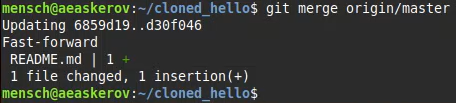 mensch@aeaskerov:~/cloned_hello$ git merge origin/master
Updating 6859d19..d30f046
Fast-forward
 README.md | 1 +
 1 file changed, 1 insertion(+)
mensch@aeaskerov:~/cloned_hello$